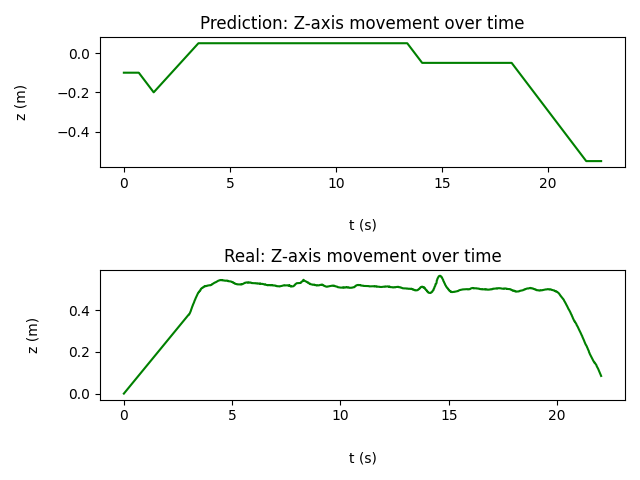 Prediction: Z-axis movement over time
0.0
−0.2
−0.4
z (m)
0 5 10 15 20
t (s)
Real: Z-axis movement over time
0.4
0.2
0.0
z (m)
0 5 10 15 20
t (s)